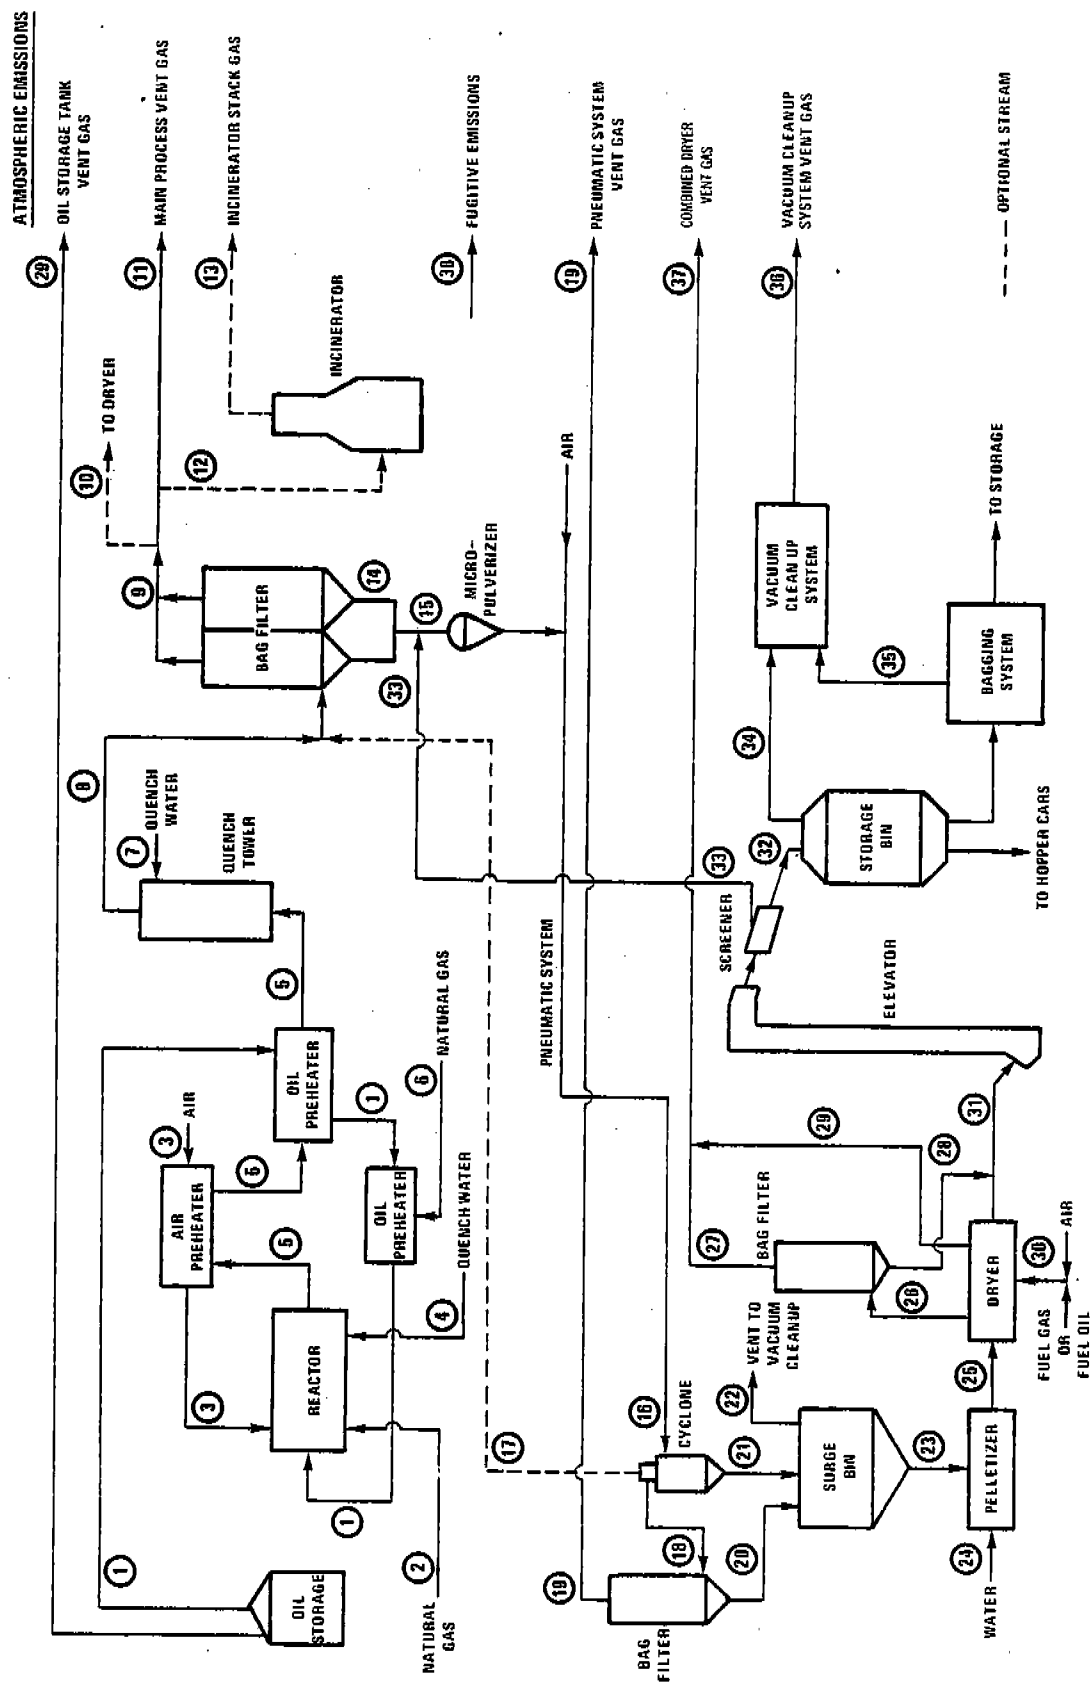 ATMOSPHERIC EMISSIONS
29
OIL STORAGE TANK
VENT GAS
10
TO DRYER
11
MAIN PROCESS VENT GAS
12
13
INCINERATOR STACK GAS
INCINERATOR
38
FUGITIVE EMISSIONS
19
PNEUMATIC SYSTEM
VENT GAS
37
COMBINED DRYER
VENT GAS
36
VACUUM CLEANUP
SYSTEM VENT GAS
OPTIONAL STREAM
1
OIL
STORAGE
2
NATURAL
GAS
3
REACTOR
1
4
QUENCH WATER
5
AIR
PREHEATER
3
AIR
5
OIL
PREHEATER
1
OIL
PREHEATER
6
NATURAL GAS
5
7
QUENCH
WATER
QUENCH
TOWER
8
9
BAG FILTER
14
15
MICRO-
PULVERIZER
33
AIR
PNEUMATIC SYSTEM
16
17
CYCLONE
18
19
BAG
FILTER
20
21
22
VENT TO
VACUUM
CLEANUP
SURGE
BIN
23
24
WATER
PELLETIZER
25
DRYER
26
27
BAG FILTER
28
29
30
AIR
FUEL GAS
OR
FUEL OIL
31
ELEVATOR
SCREENER
33
32
STORAGE
BIN
TO HOPPER CARS
34
35
VACUUM
CLEAN UP
SYSTEM
BAGGING
SYSTEM
TO STORAGE